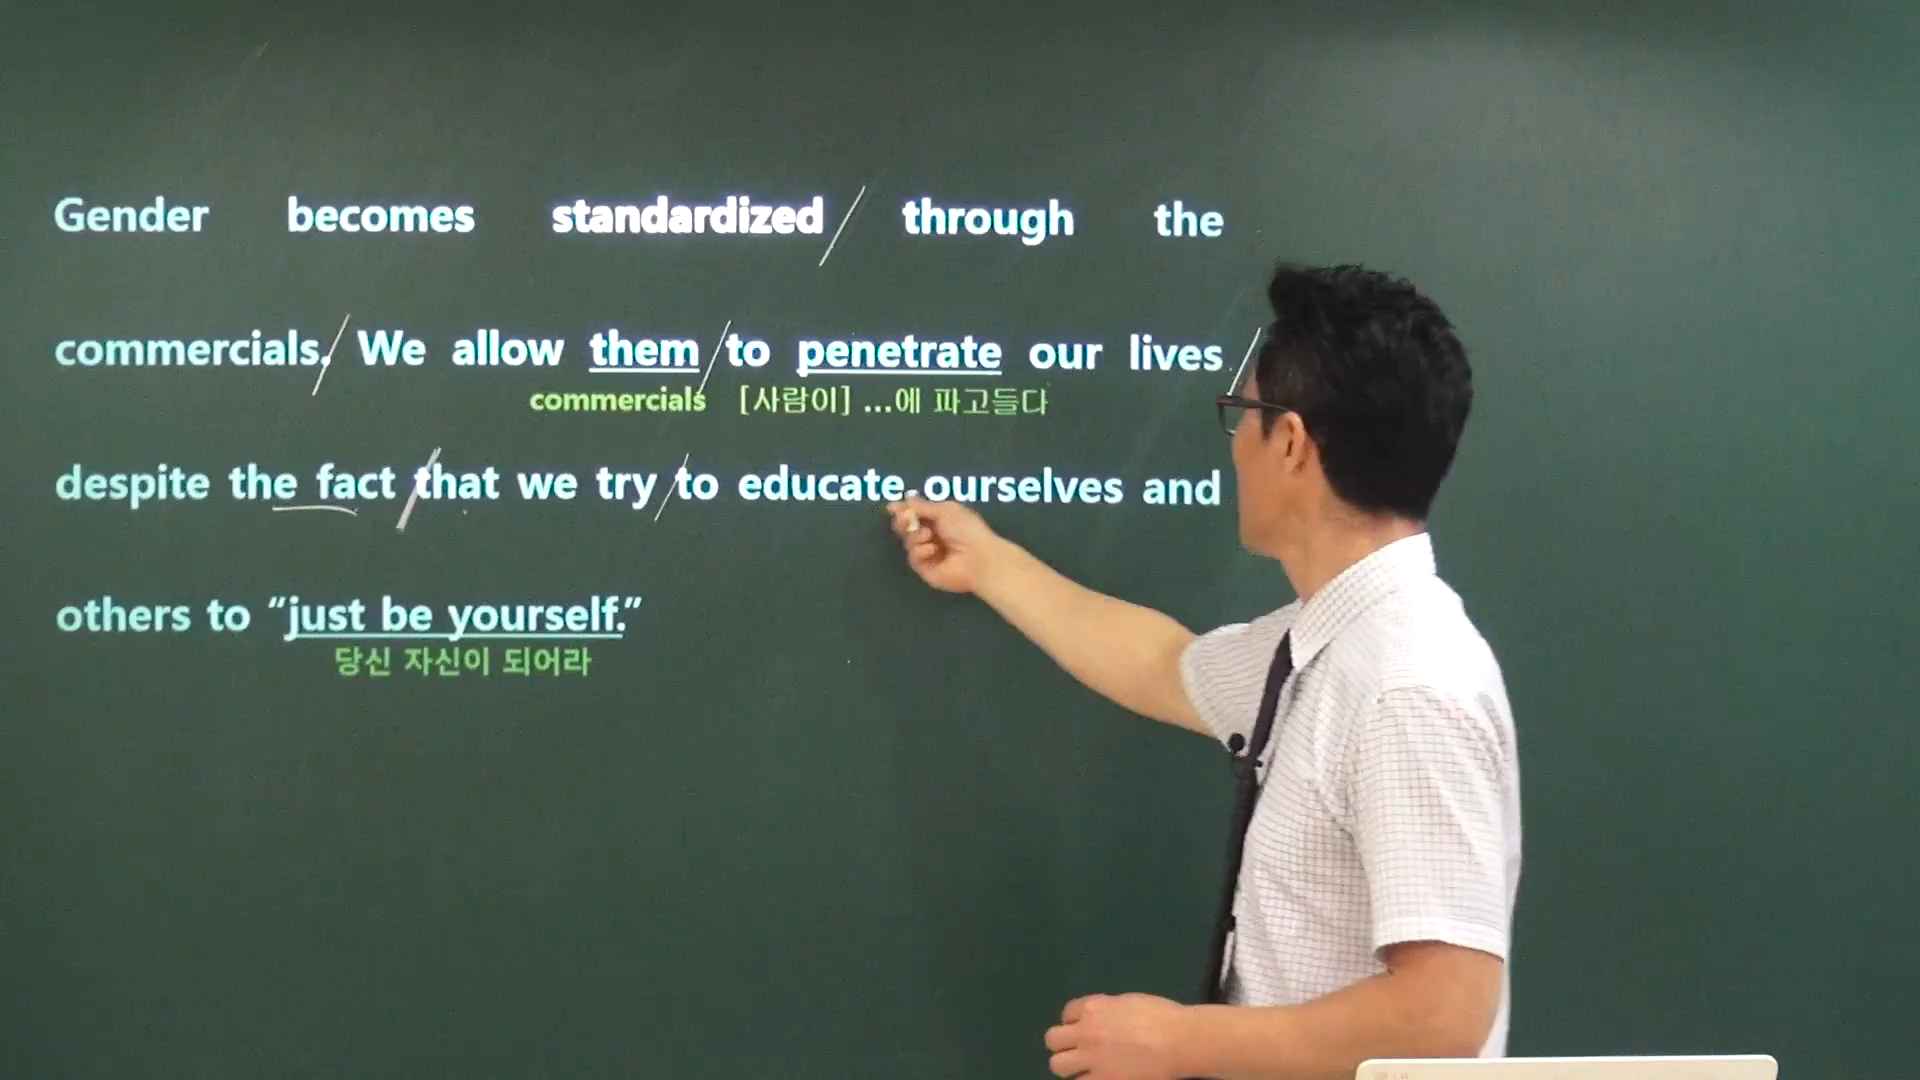 Gender becomes standardized through the
commercials. We allow them to penetrate our lives
commercials [사람이] ...에 파고들다
despite the fact that we try to educate ourselves and
others to “just be yourself.”
당신 자신이 되어라